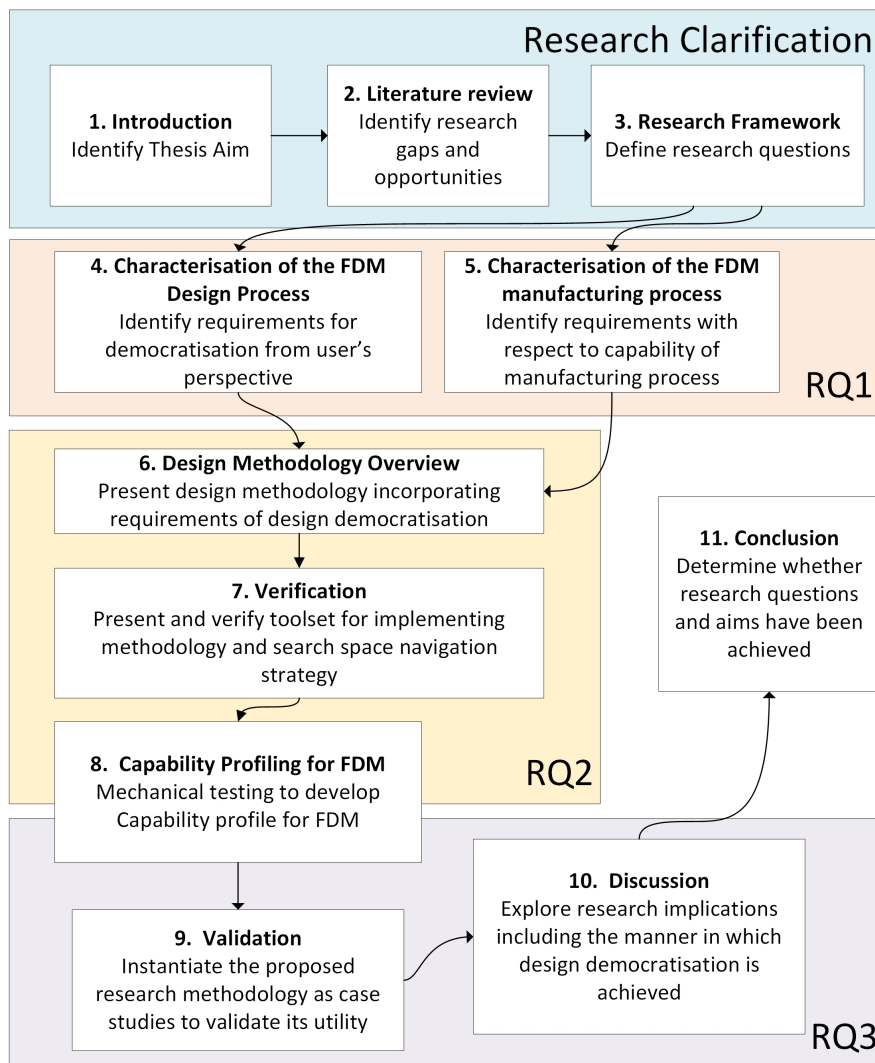 Research Clarification
1. Introduction
Identify Thesis Aim
2. Literature review
Identify research
gaps and
opportunities
3. Research Framework
Define research questions
4. Characterisation of the FDM
Design Process
Identify requirements for
democratisation from user's
perspective
5. Characterisation of the FDM
manufacturing process
Identify requirements with
respect to capability of
manufacturing process
RQ1
6. Design Methodology Overview
Present design methodology incorporating
requirements of design democratisation
7. Verification
Present and verify toolset for implementing
methodology and search space navigation
strategy
8. Capability Profiling for FDM
Mechanical testing to develop
Capability profile for FDM
RQ2
9. Validation
Instantiate the proposed
research methodology as case
studies to validate its utility
10. Discussion
Explore research implications
including the manner in which
design democratisation is
achieved
RQ3
11. Conclusion
Determine whether
research questions
and aims have been
achieved